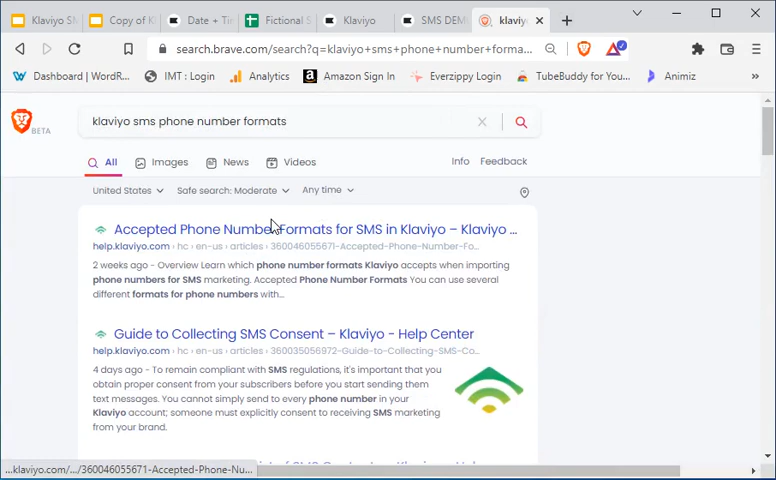 Klaviyo SM
Copy of Kl
Date + Tir
Fictional S
Klaviyo
SMS DEM
klaviy
search.brave.com/search?q=klaviyo+sms+phone+number+forma...
Dashboard | WordP...
IMT : Login
Analytics
Amazon Sign In
Everzippy Login
TubeBuddy for You...
Animiz
BETA
klaviyo sms phone number formats
All
Images
News
Videos
Info
Feedback
United States
Safe search: Moderate
Any time
Accepted Phone Number Formats for SMS in Klaviyo – Klaviyo ...
help.klaviyo.com › hc › en-us › articles › 360046055671-Accepted-Phone-Number-Fo...
2 weeks ago - Overview Learn which phone number formats Klaviyo accepts when importing
phone numbers for SMS marketing. Accepted Phone Number Formats You can use several
different formats for phone numbers with...
Guide to Collecting SMS Consent – Klaviyo - Help Center
help.klaviyo.com › hc › en-us › articles › 360035056972-Guide-to-Collecting-SMS-Co...
4 days ago - To remain compliant with SMS regulations, it's important that you
obtain proper consent from your subscribers before you start sending them
text messages. You cannot simply send to every phone number in your
Klaviyo account; someone must explicitly consent to receiving SMS marketing
from your brand.
...klaviyo.com/.../360046055671-Accepted-Phone-Nu...